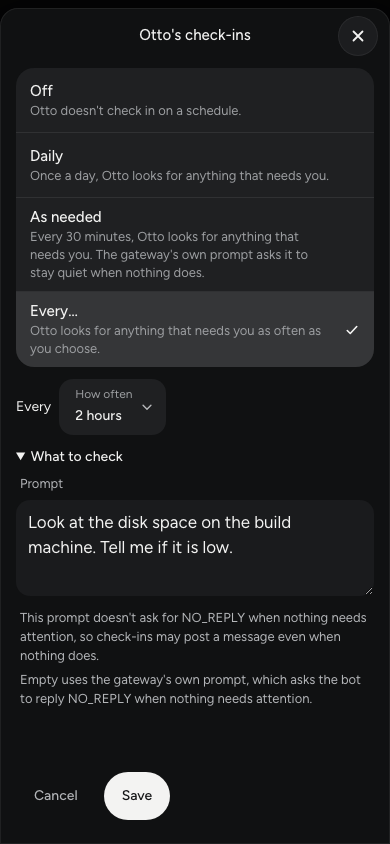 Otto's check-ins
Off
Otto doesn't check in on a schedule.
Daily
Once a day, Otto looks for anything that needs you.
As needed
Every 30 minutes, Otto looks for anything that
needs you. The gateway's own prompt asks it to
stay quiet when nothing does.
Every...
Otto looks for anything that needs you as often as
you choose.
Every
How often
2 hours
What to check
Prompt
Look at the disk space on the build
machine. Tell me if it is low.
This prompt doesn't ask for NO_REPLY when nothing needs
attention, so check-ins may post a message even when
nothing does.
Empty uses the gateway's own prompt, which asks the bot
to reply NO_REPLY when nothing needs attention.
Cancel
Save